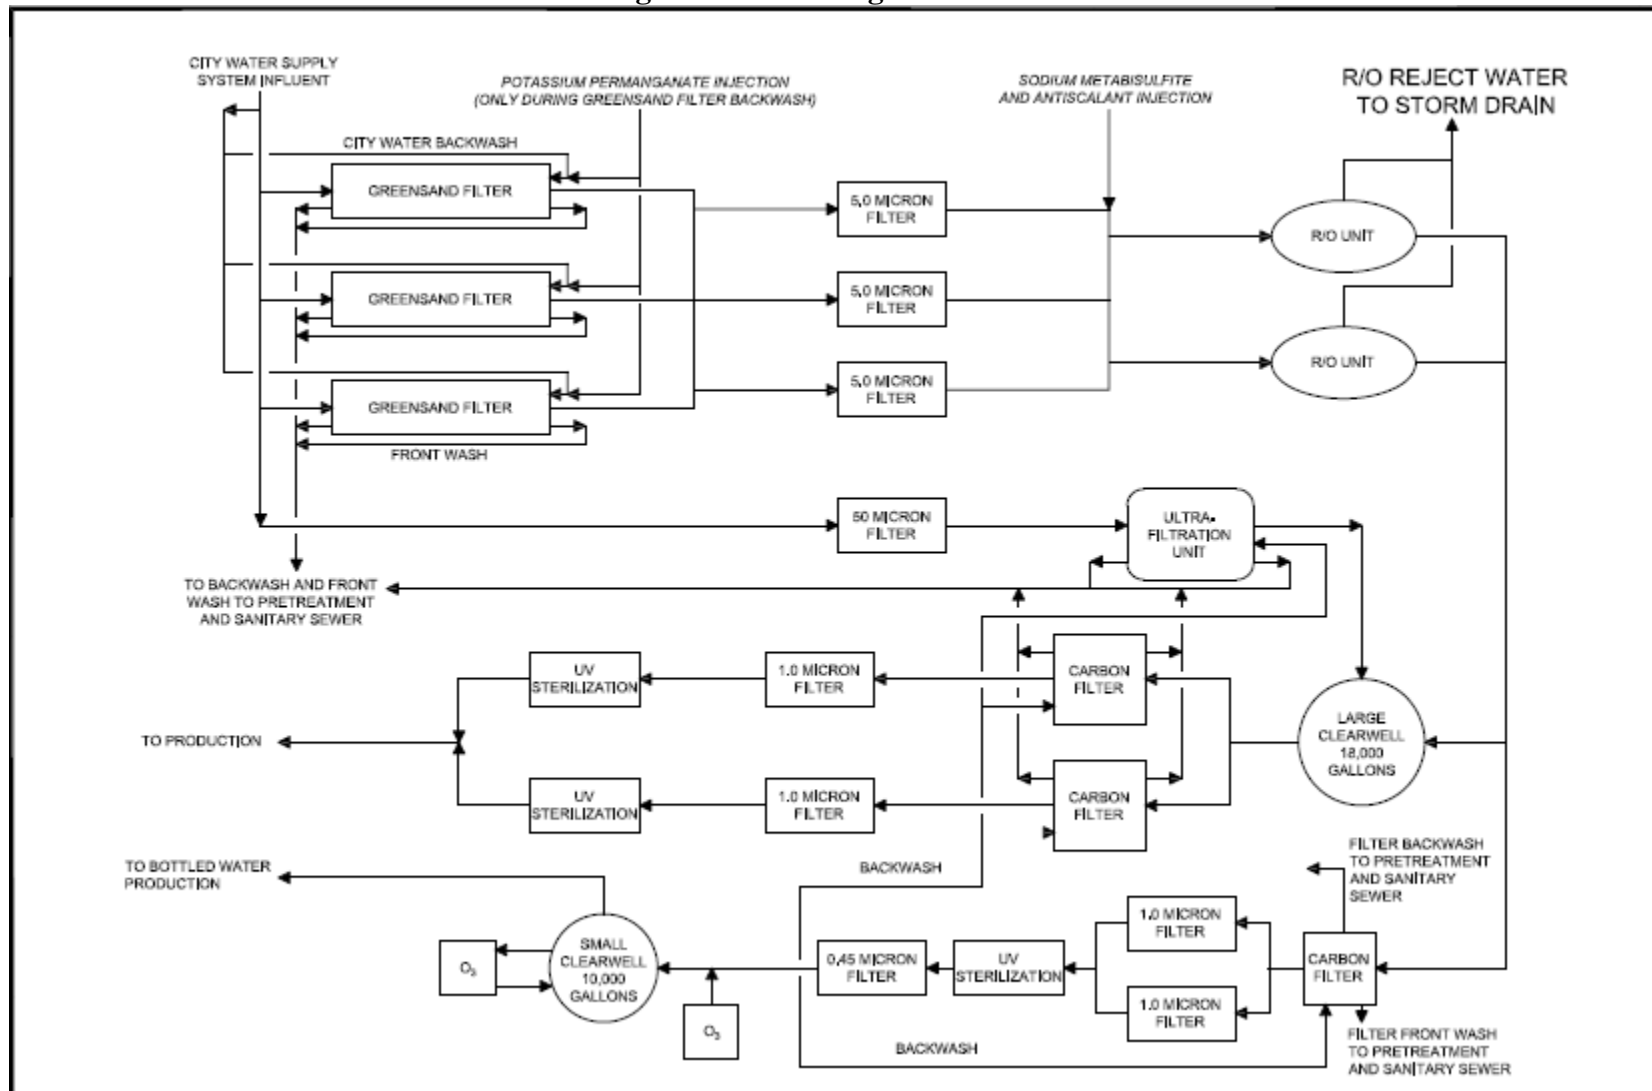 CITY WATER SUPPLY
SYSTEM INFLUENT
POTASSIUM PERMANGANATE INJECTION
(ONLY DURING GREENSAND FILTER BACKWASH)
SODIUM METABISULFITE
AND ANTISCALANT INJECTION
R/O REJECT WATER
TO STORM DRAIN
CITY WATER BACKWASH
GREENSAND FILTER
5.0 MICRON
FILTER
R/O UNIT
GREENSAND FILTER
5.0 MICRON
FILTER
R/O UNIT
GREENSAND FILTER
5.0 MICRON
FILTER
FRONT WASH
50 MICRON
FILTER
ULTRA-
FILTRATION
UNIT
TO BACKWASH AND FRONT
WASH TO PRETREATMENT
AND SANITARY SEWER
UV
STERILIZATION
1.0 MICRON
FILTER
CARBON
FILTER
LARGE
CLEARWELL
18,000
GALLONS
TO PRODUCTION
UV
STERILIZATION
1.0 MICRON
FILTER
CARBON
FILTER
TO BOTTLED WATER
PRODUCTION
BACKWASH
FILTER BACKWASH
TO PRETREATMENT
AND SANITARY
SEWER
1.0 MICRON
FILTER
O3
SMALL
CLEARWELL
10,000
GALLONS
0.45 MICRON
FILTER
UV
STERILIZATION
CARBON
FILTER
1.0 MICRON
FILTER
O3
BACKWASH
FILTER FRONT WASH
TO PRETREATMENT
AND SANITARY SEWER